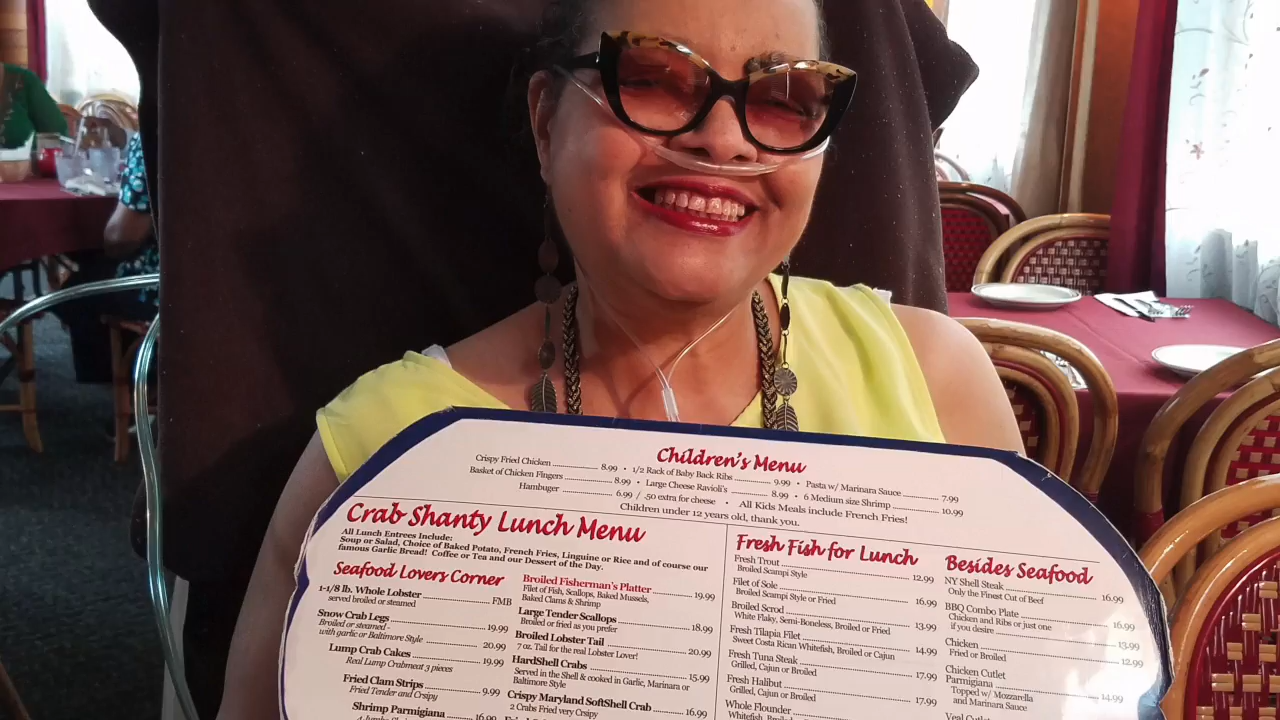 Children's Menu
Crispy Fried Chicken 8.99 • 1/2 Rack of Baby Back Ribs 9.99 • Pasta w/ Marinara Sauce 7.99
Basket of Chicken Fingers 8.99 • Large Cheese Ravioli's 8.99 • 6 Medium size Shrimp 10.99
Hambuger 6.99 / .50 extra for cheese • All Kids Meals include French Fries!
Children under 12 years old, thank you.
Crab Shanty Lunch Menu
All Lunch Entrees Include:
Soup or Salad, Choice of Baked Potato, French Fries, Linguine or Rice and of course our
famous Garlic Bread! Coffee or Tea and our Dessert of the Day.
Seafood Lovers Corner
1-1/8 lb. Whole Lobster FMB
served broiled or steamed
Snow Crab Legs 19.99
Broiled or steamed -
with garlic or Baltimore Style 20.99
Lump Crab Cakes 19.99
Real Lump Crabmeat 3 pieces
Fried Clam Strips 9.99
Fried Tender and Crsipy
Shrimp Parmigiana 16.99
Broiled Fisherman's Platter 19.99
Filet of Fish, Scallops, Baked Mussels,
Baked Clams & Shrimp
Large Tender Scallops 18.99
Broiled or fried as you prefer
Broiled Lobster Tail 20.99
7 oz. Tail for the real Lobster Lover!
HardShell Crabs 15.99
Served in the Shell & cooked in Garlic, Marinara or
Baltimore Style
Crispy Maryland SoftShell Crab 16.99
2 Crabs Fried very Crsipy
Fresh Fish for Lunch
Fresh Trout 12.99
Broiled Scampi Style
Filet of Sole 16.99
Broiled Scampi Style or Fried
Broiled Scrod 13.99
White Flaky, Semi-Boneless, Broiled or Fried
Fresh Tilapia Filet 14.99
Sweet Costa Rican Whitefish, Broiled or Cajun
Fresh Tuna Steak 17.99
Grilled, Cajun or Broiled
Fresh Halibut 17.99
Grilled, Cajun or Broiled
Whole Flounder
Besides Seafood
NY Shell Steak 16.99
Only the Finest Cut of Beef
BBQ Combo Plate 16.99
Chicken and Ribs or just one
if you desire 13.99
Chicken 12.99
Fried or Broiled
Chicken Cutlet
Parmigiana 14.99
Topped w/ Mozzarella
and Marinara Sauce